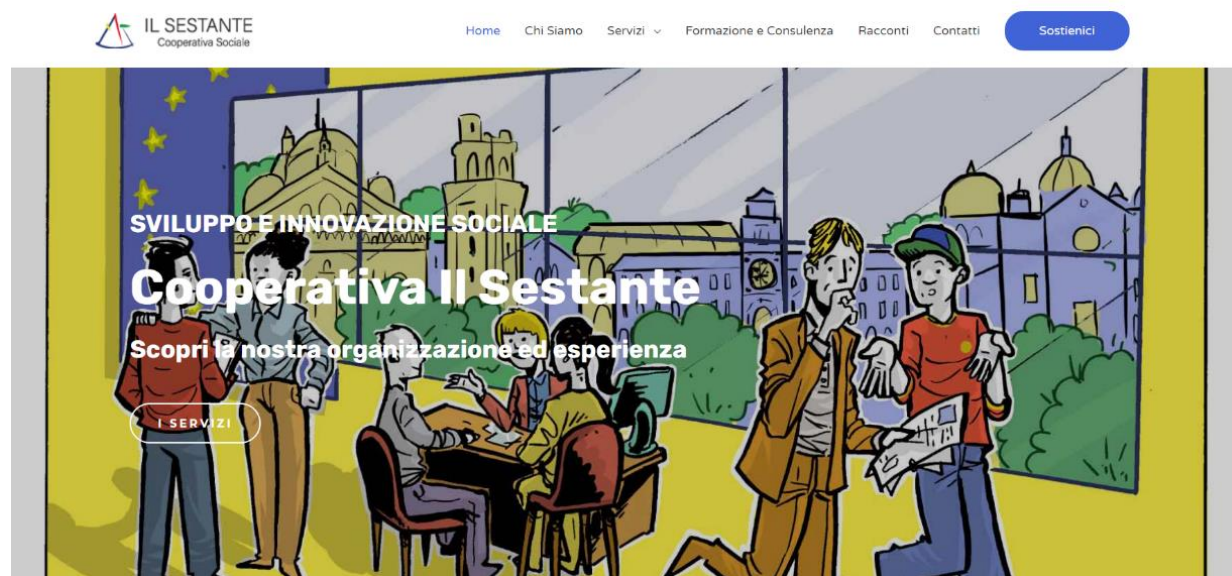 IL SESTANTE
Cooperativa Sociale
Home Chi Siamo Servizi Formazione e Consulenza Racconti Contatti Sostienici
SVILUPPO E INNOVAZIONE SOCIALE
Cooperativa Il Sestante
Scopri la nostra organizzazione ed esperienza
I SERVIZI